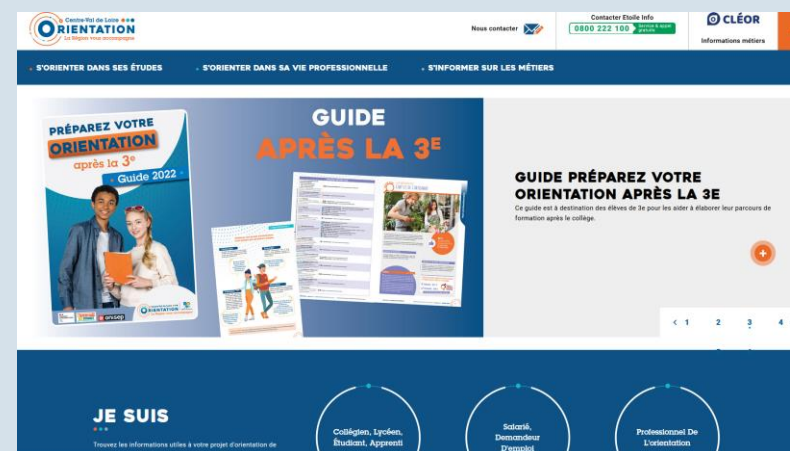 Centre-Val de Loire
ORIENTATION
La Région vous accompagne
Nous contacter
Contacter Etoile Info
0800 222 100 Service & appel gratuits
CLÉOR
Informations métiers
S'ORIENTER DANS SES ÉTUDES
S'ORIENTER DANS SA VIE PROFESSIONNELLE
S'INFORMER SUR LES MÉTIERS
PRÉPAREZ VOTRE
ORIENTATION
après la 3e
Guide 2022
onisep
ORIENTATION
GUIDE
APRÈS LA 3E
GUIDE PRÉPAREZ VOTRE
ORIENTATION APRÈS LA 3E
Ce guide est à destination des élèves de 3e pour les aider à élaborer leur parcours de
formation après le collège.
< 1 2 3 4
JE SUIS
Trouvez les informations utiles à votre projet d'orientation de
Collégien, Lycéen,
Étudiant, Apprenti
Salarié,
Demandeur
D'emploi
Professionnel De
L'orientation